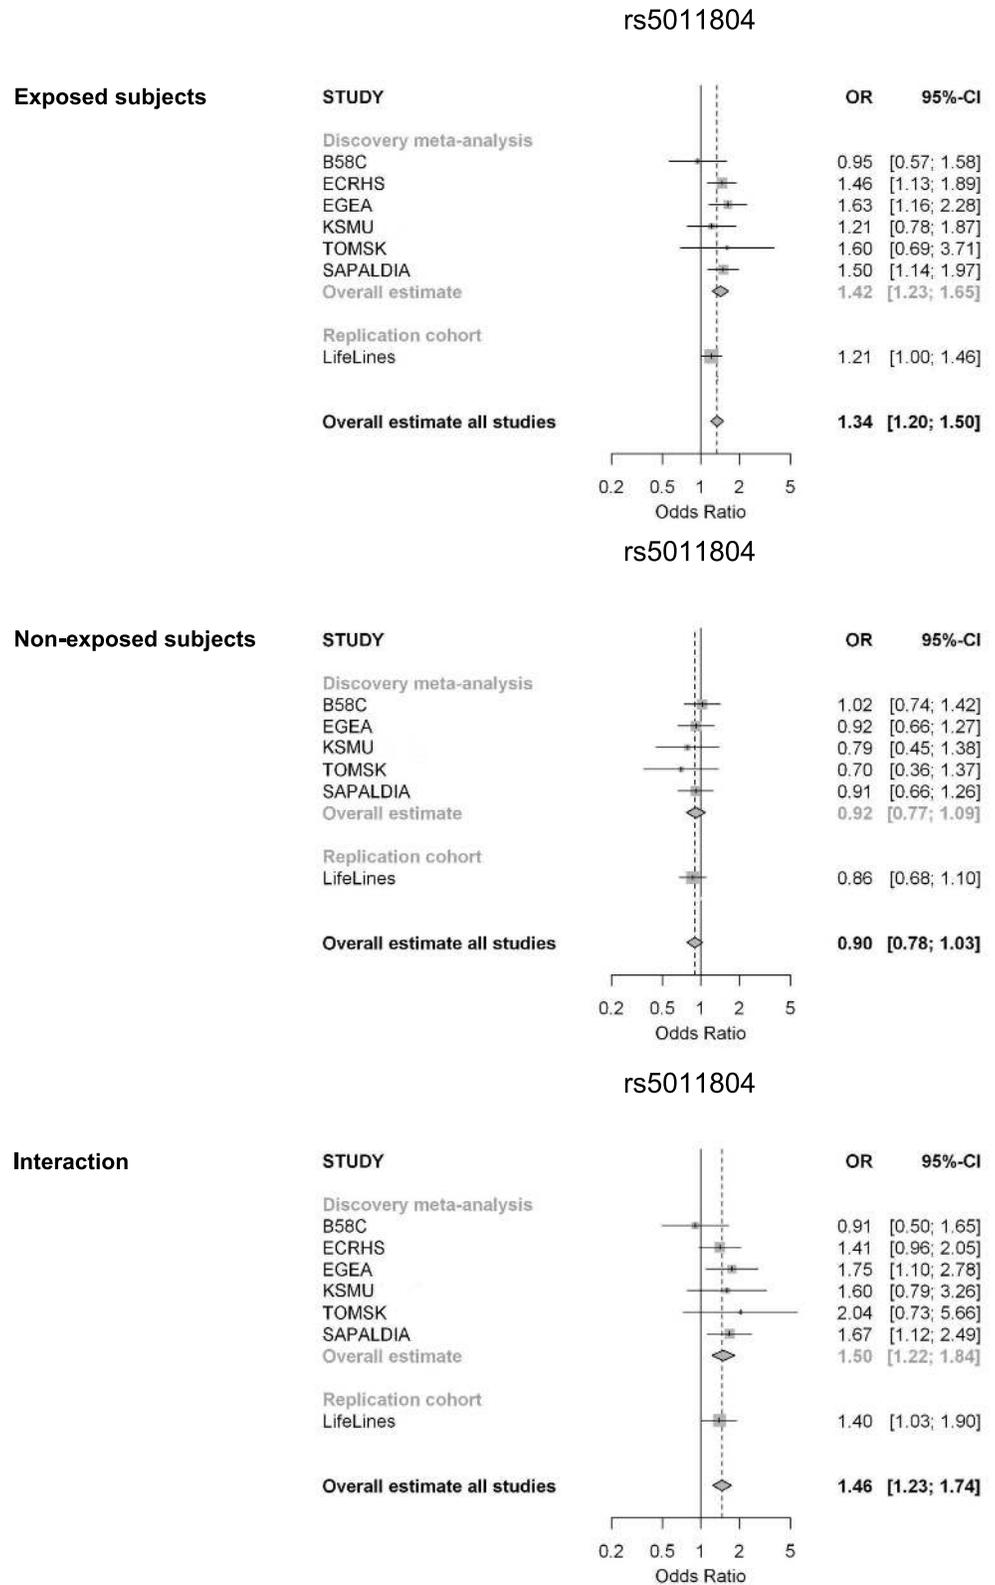 rs5011804
Exposed subjects STUDY OR 95%-CI
Discovery meta-analysis
B58C 0.95 [0.57; 1.58]
ECRHS 1.46 [1.13; 1.89]
EGEA 1.63 [1.16; 2.28]
KSMU 1.21 [0.78; 1.87]
TOMSK 1.60 [0.69; 3.71]
SAPALDIA 1.50 [1.14; 1.97]
Overall estimate 1.42 [1.23; 1.65]
Replication cohort
LifeLines 1.21 [1.00; 1.46]
Overall estimate all studies 1.34 [1.20; 1.50]
0.2 0.5 1 2 5
Odds Ratio
rs5011804
Non-exposed subjects STUDY OR 95%-CI
Discovery meta-analysis
B58C 1.02 [0.74; 1.42]
EGEA 0.92 [0.66; 1.27]
KSMU 0.79 [0.45; 1.38]
TOMSK 0.70 [0.36; 1.37]
SAPALDIA 0.91 [0.66; 1.26]
Overall estimate 0.92 [0.77; 1.09]
Replication cohort
LifeLines 0.86 [0.68; 1.10]
Overall estimate all studies 0.90 [0.78; 1.03]
0.2 0.5 1 2 5
Odds Ratio
rs5011804
Interaction STUDY OR 95%-CI
Discovery meta-analysis
B58C 0.91 [0.50; 1.65]
ECRHS 1.41 [0.96; 2.05]
EGEA 1.75 [1.10; 2.78]
KSMU 1.60 [0.79; 3.26]
TOMSK 2.04 [0.73; 5.66]
SAPALDIA 1.67 [1.12; 2.49]
Overall estimate 1.50 [1.22; 1.84]
Replication cohort
LifeLines 1.40 [1.03; 1.90]
Overall estimate all studies 1.46 [1.23; 1.74]
0.2 0.5 1 2 5
Odds Ratio